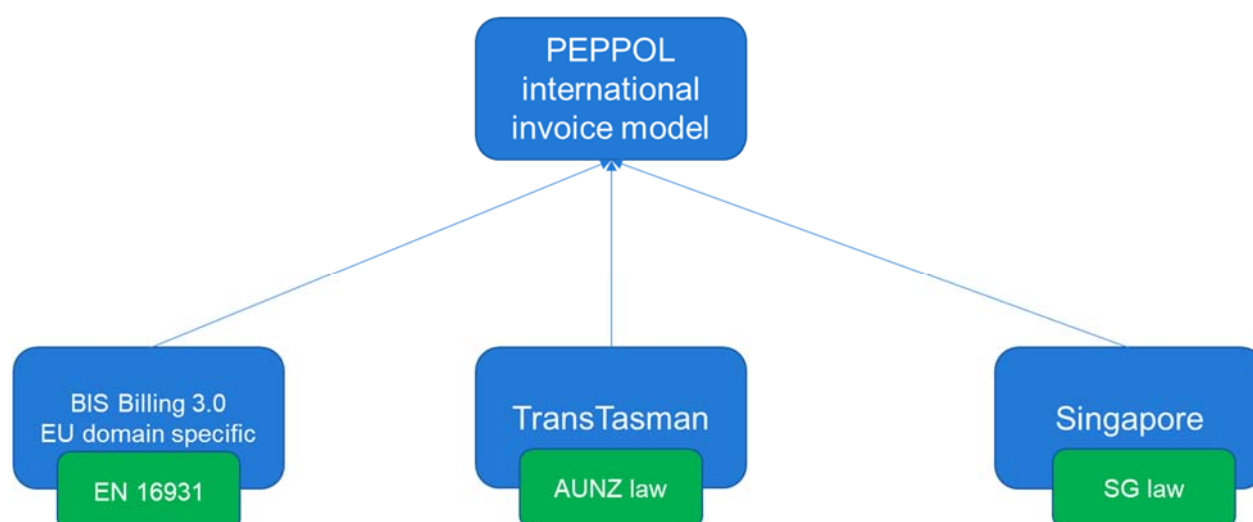 PEPPOL
international
invoice model
BIS Billing 3.0
EU domain specific
EN 16931
TransTasman
AUNZ law
Singapore
SG law